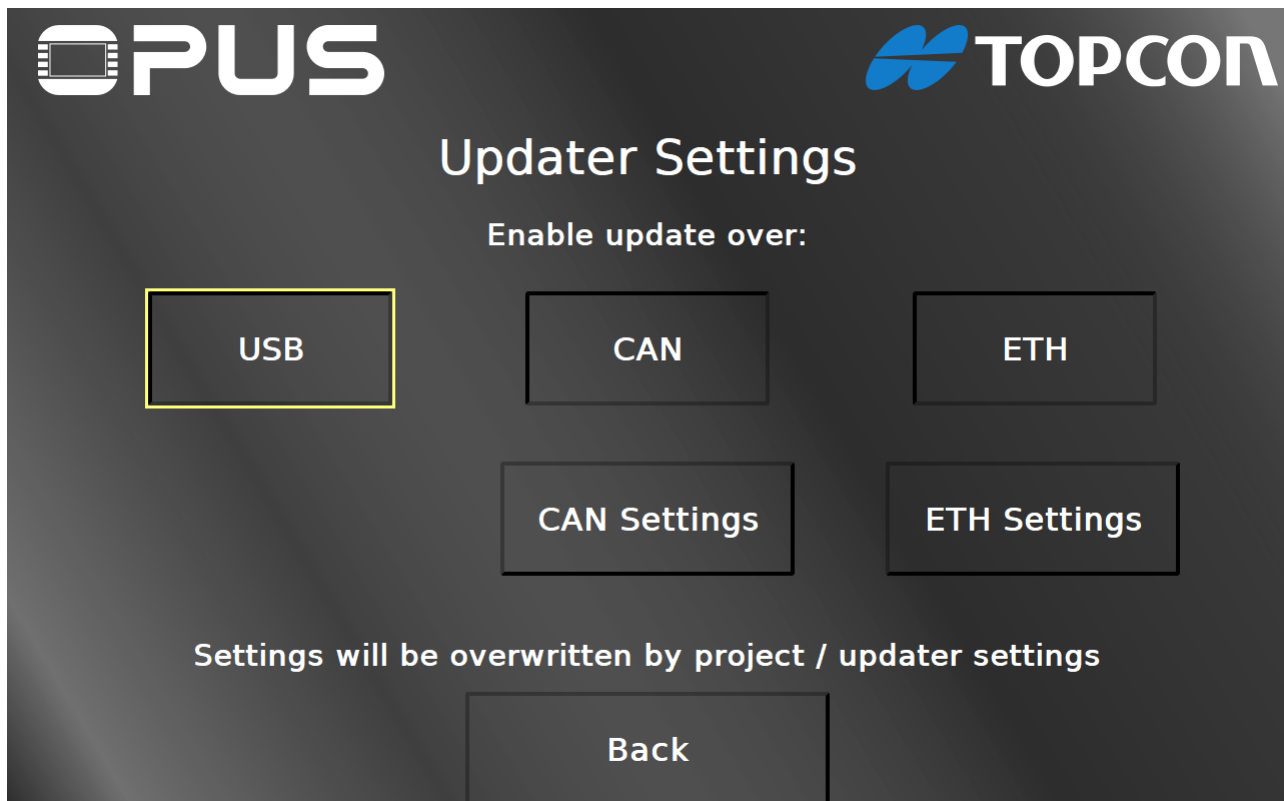 OPUS TOPCON
Updater Settings
Enable update over:
USB CAN ETH
CAN Settings ETH Settings
Settings will be overwritten by project / updater settings
Back